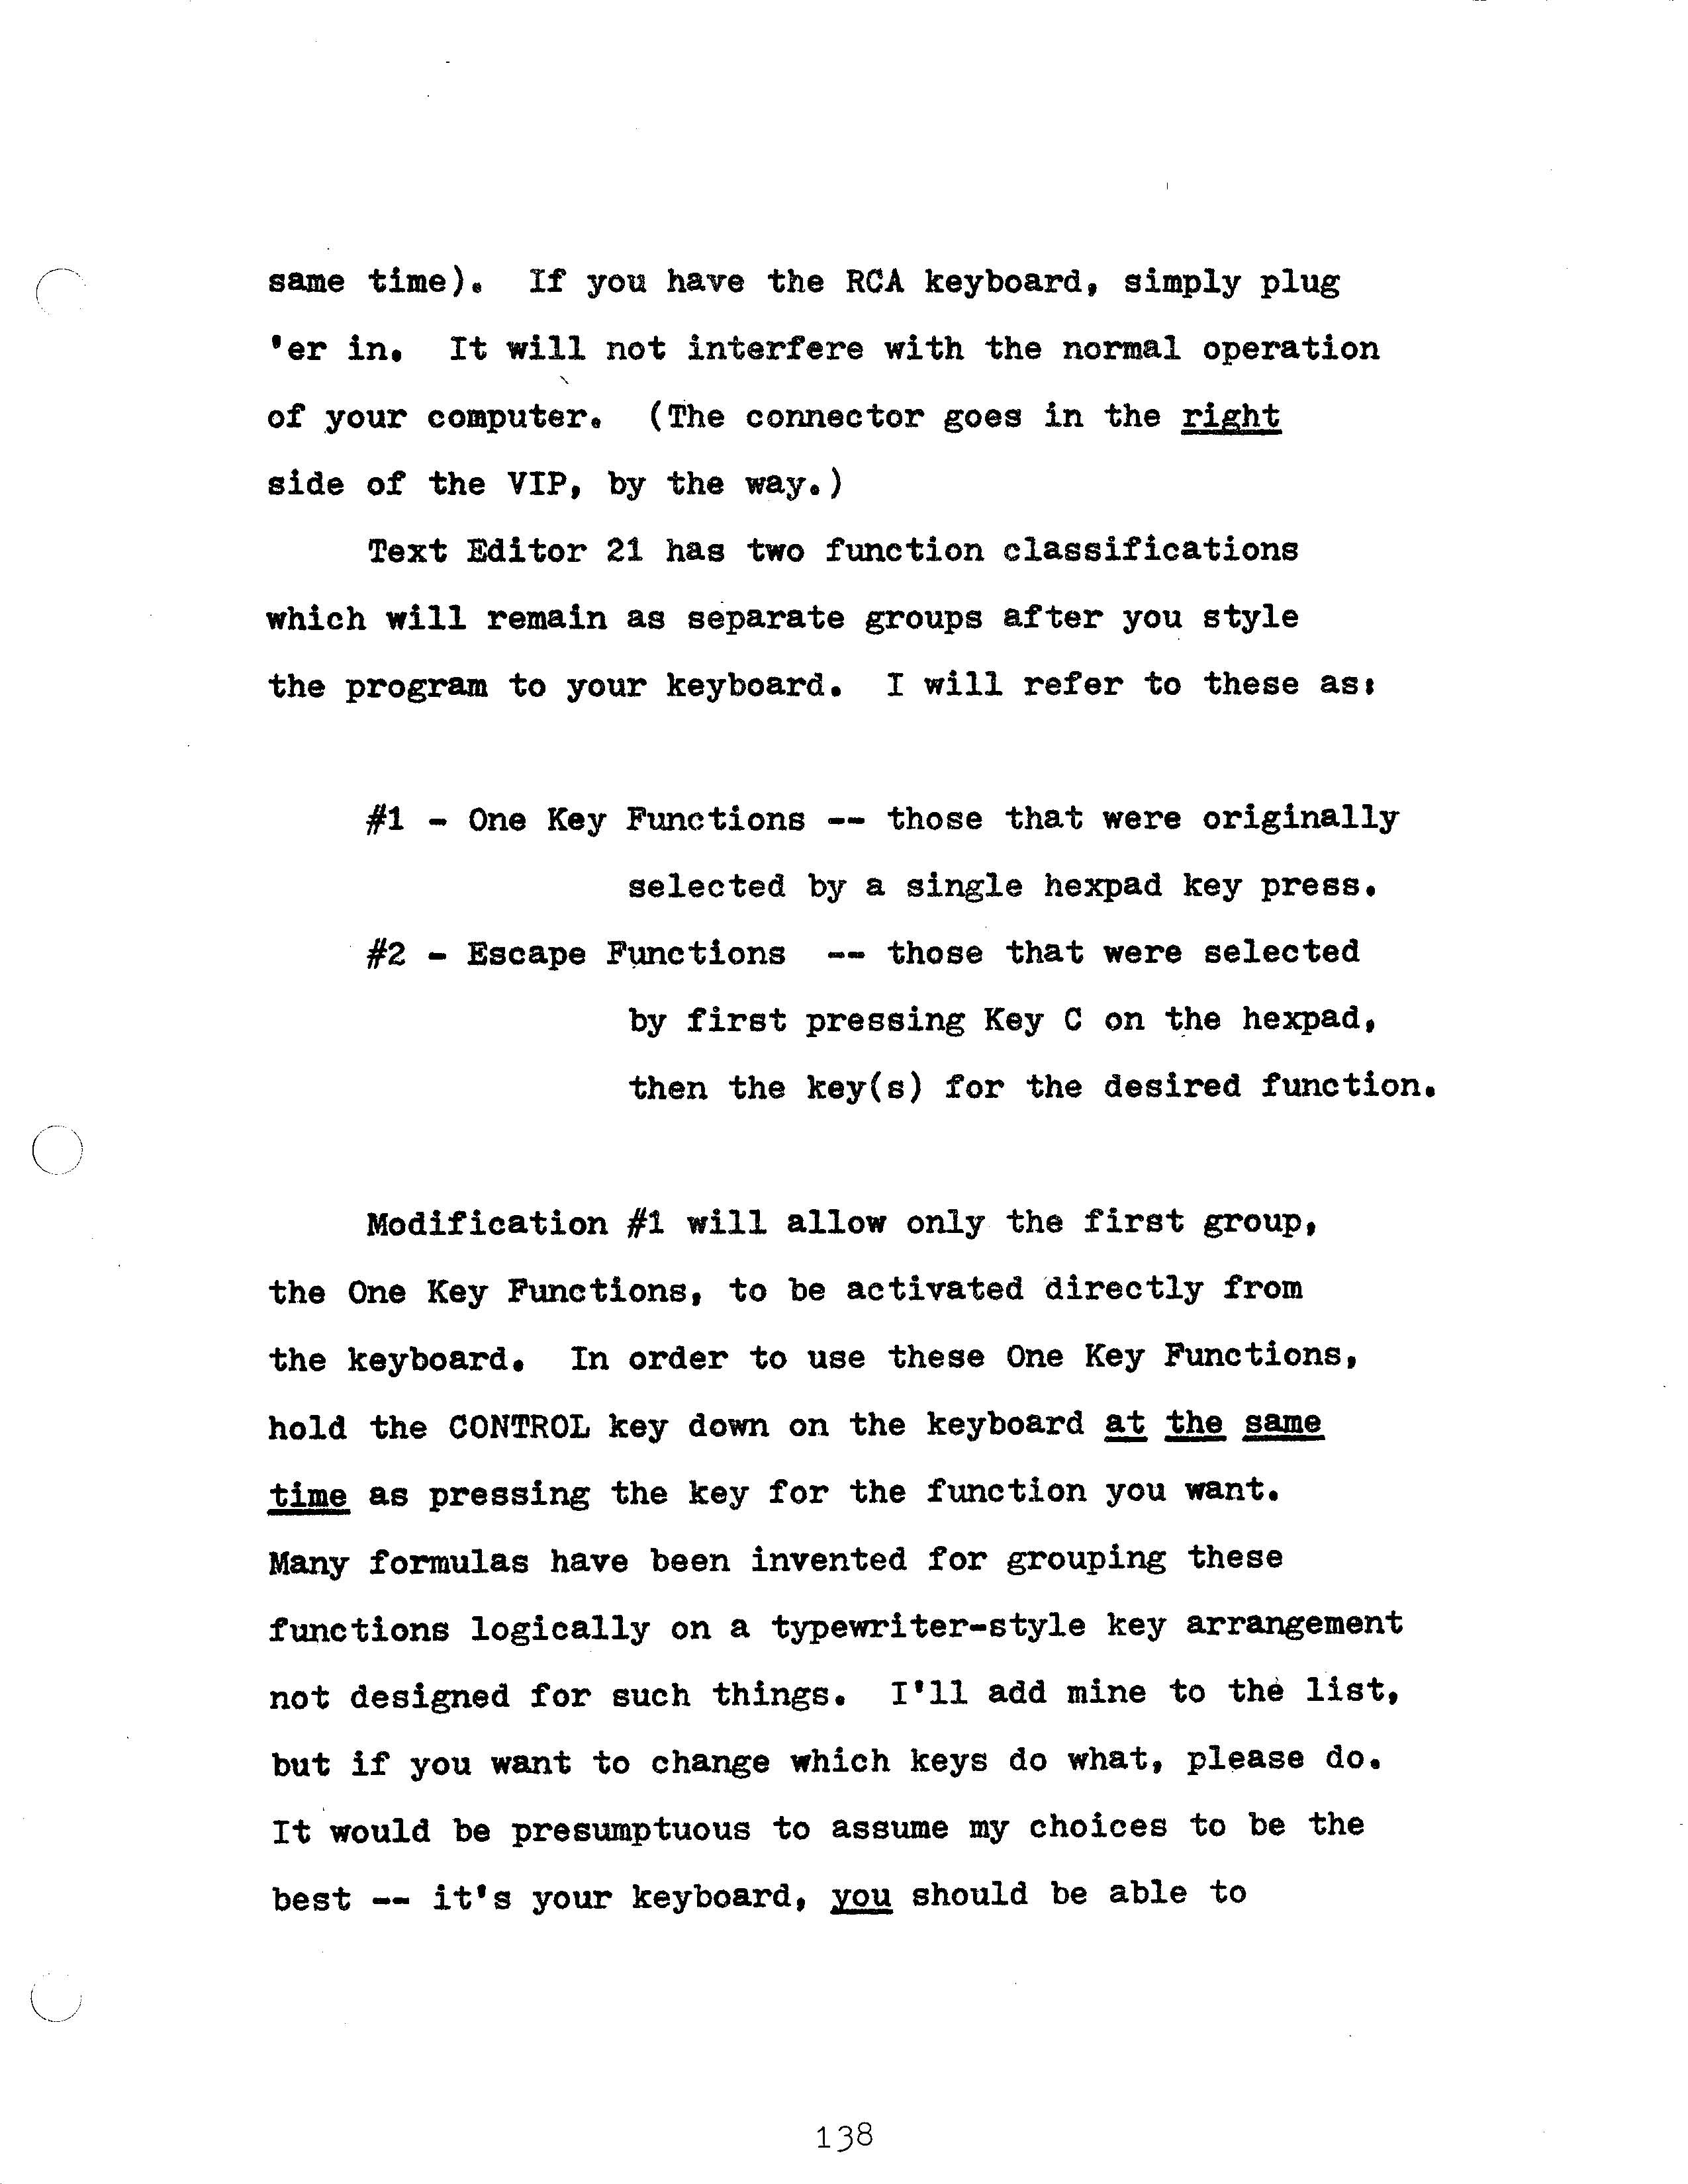 same time).  If you have the RCA keyboard, simply plug
'er in.  It will not interfere with the normal operation
of your computer.  (The connector goes in the right
side of the VIP, by the way.)
Text Editor 21 has two function classifications
which will remain as separate groups after you style
the program to your keyboard.  I will refer to these as:
#1 - One Key Functions -- those that were originally
selected by a single hexpad key press.
#2 - Escape Functions  -- those that were selected
by first pressing Key C on the hexpad,
then the key(s) for the desired function.
Modification #1 will allow only the first group,
the One Key Functions, to be activated directly from
the keyboard.  In order to use these One Key Functions,
hold the CONTROL key down on the keyboard at the same
time as pressing the key for the function you want.
Many formulas have been invented for grouping these
functions logically on a typewriter-style key arrangement
not designed for such things.  I'll add mine to the list,
but if you want to change which keys do what, please do.
It would be presumptuous to assume my choices to be the
best -- it's your keyboard, you should be able to
138